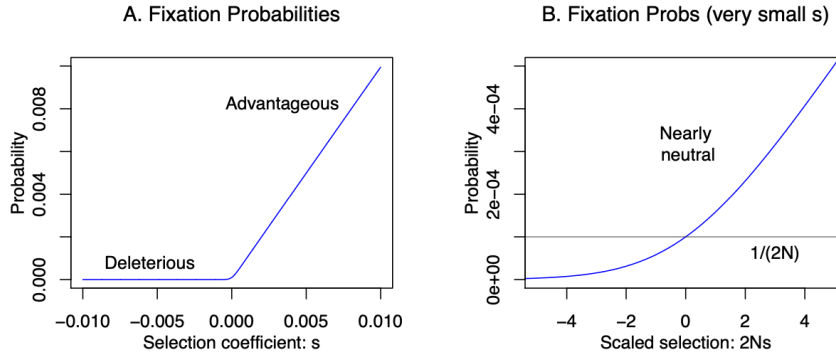 A. Fixation Probabilities
Probability
0.000
0.004
0.008
Advantageous
Deleterious
−0.010 −0.005 0.000 0.005 0.010
Selection coefficient: s
B. Fixation Probs (very small s)
Probability
0e+00
2e−04
4e−04
Nearly
neutral
1/(2N)
−4 −2 0 2 4
Scaled selection: 2Ns